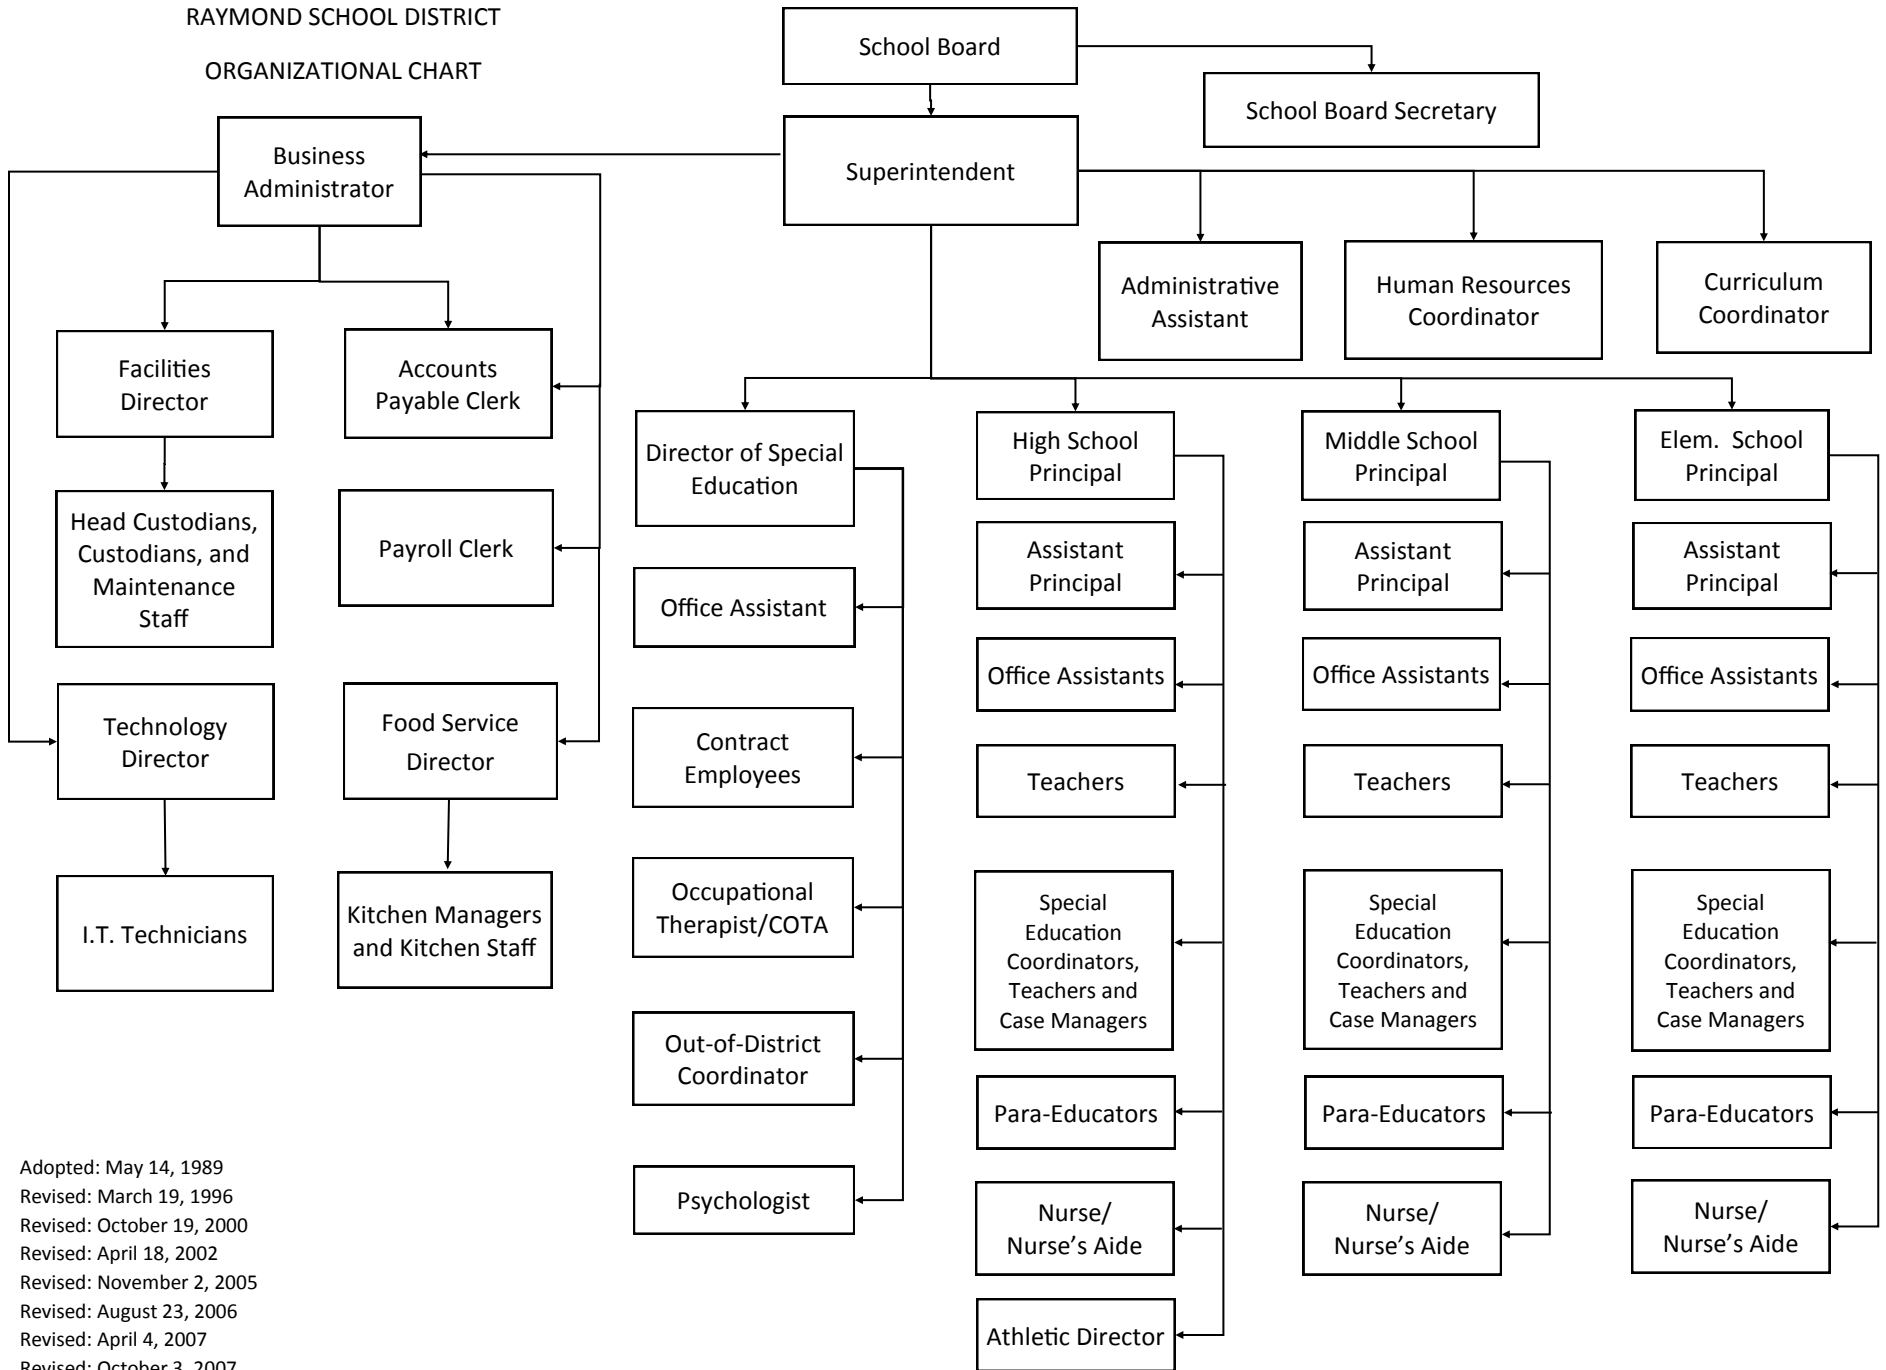 RAYMOND SCHOOL DISTRICT
ORGANIZATIONAL CHART
School Board
School Board Secretary
Business
Administrator
Superintendent
Administrative
Assistant
Human Resources
Coordinator
Curriculum
Coordinator
Facilities
Director
Accounts
Payable Clerk
Head Custodians,
Custodians, and
Maintenance
Staff
Payroll Clerk
Technology
Director
Food Service
Director
I.T. Technicians
Kitchen Managers
and Kitchen Staff
Director of Special
Education
Office Assistant
Contract
Employees
Occupational
Therapist/COTA
Out-of-District
Coordinator
Psychologist
High School
Principal
Assistant
Principal
Office Assistants
Teachers
Special
Education
Coordinators,
Teachers and
Case Managers
Para-Educators
Nurse/
Nurse’s Aide
Athletic Director
Middle School
Principal
Assistant
Principal
Office Assistants
Teachers
Special
Education
Coordinators,
Teachers and
Case Managers
Para-Educators
Nurse/
Nurse’s Aide
Elem. School
Principal
Assistant
Principal
Office Assistants
Teachers
Special
Education
Coordinators,
Teachers and
Case Managers
Para-Educators
Nurse/
Nurse’s Aide
Adopted: May 14, 1989
Revised: March 19, 1996
Revised: October 19, 2000
Revised: April 18, 2002
Revised: November 2, 2005
Revised: August 23, 2006
Revised: April 4, 2007
Revised: October 3, 2007